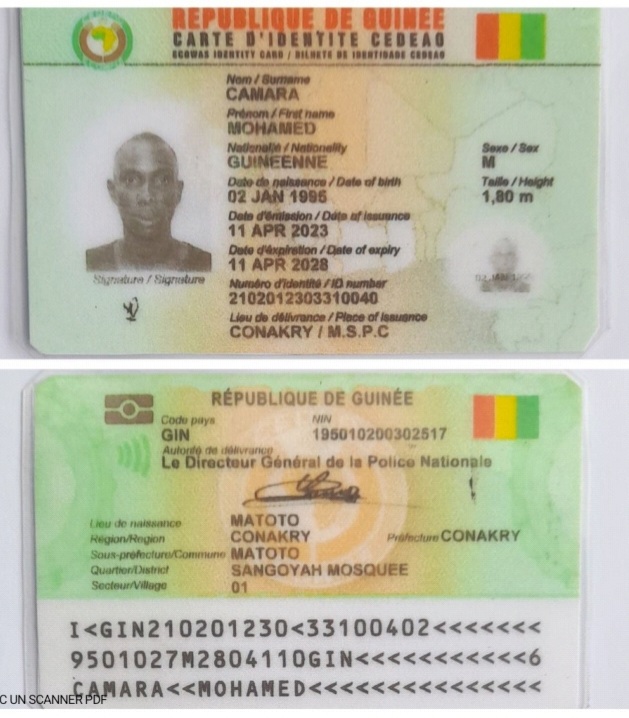 RÉPUBLIQUE DE GUINÉE
CARTE D'IDENTITE CEDEAO
ECOWAS IDENTITY CARD / BILHETE DE IDENTIDADE CEDEAO
Nom / Surname
CAMARA
Prénom / First name
MOHAMED
Nationalité / Nationality
GUINEENNE
Sexe / Sex
M
Date de naissance / Date of birth
02 JAN 1995
Taille / Height
1,80 m
Date d'émission / Date of issuance
11 APR 2023
Date d'expiration / Date of expiry
11 APR 2028
Signature / Signature
Numéro d'identité / ID number
2102012303310040
Lieu de délivrance / Place of issuance
CONAKRY / M.S.P.C
RÉPUBLIQUE DE GUINÉE
Code pays
GIN
NIN
195010200302517
Autorité de délivrance
Le Directeur Général de la Police Nationale
Lieu de naissance MATOTO
Région/Region CONAKRY Préfecture CONAKRY
Sous-préfecture/Commune MATOTO
Quartier/District SANGOYAH MOSQUEE
Secteur/Village 01
I<GIN210201230<33100402<<<<<<<
9501027M2804110GIN<<<<<<<<<<<6
CAMARA<<MOHAMED<<<<<<<<<<<<<<<
C UN SCANNER PDF